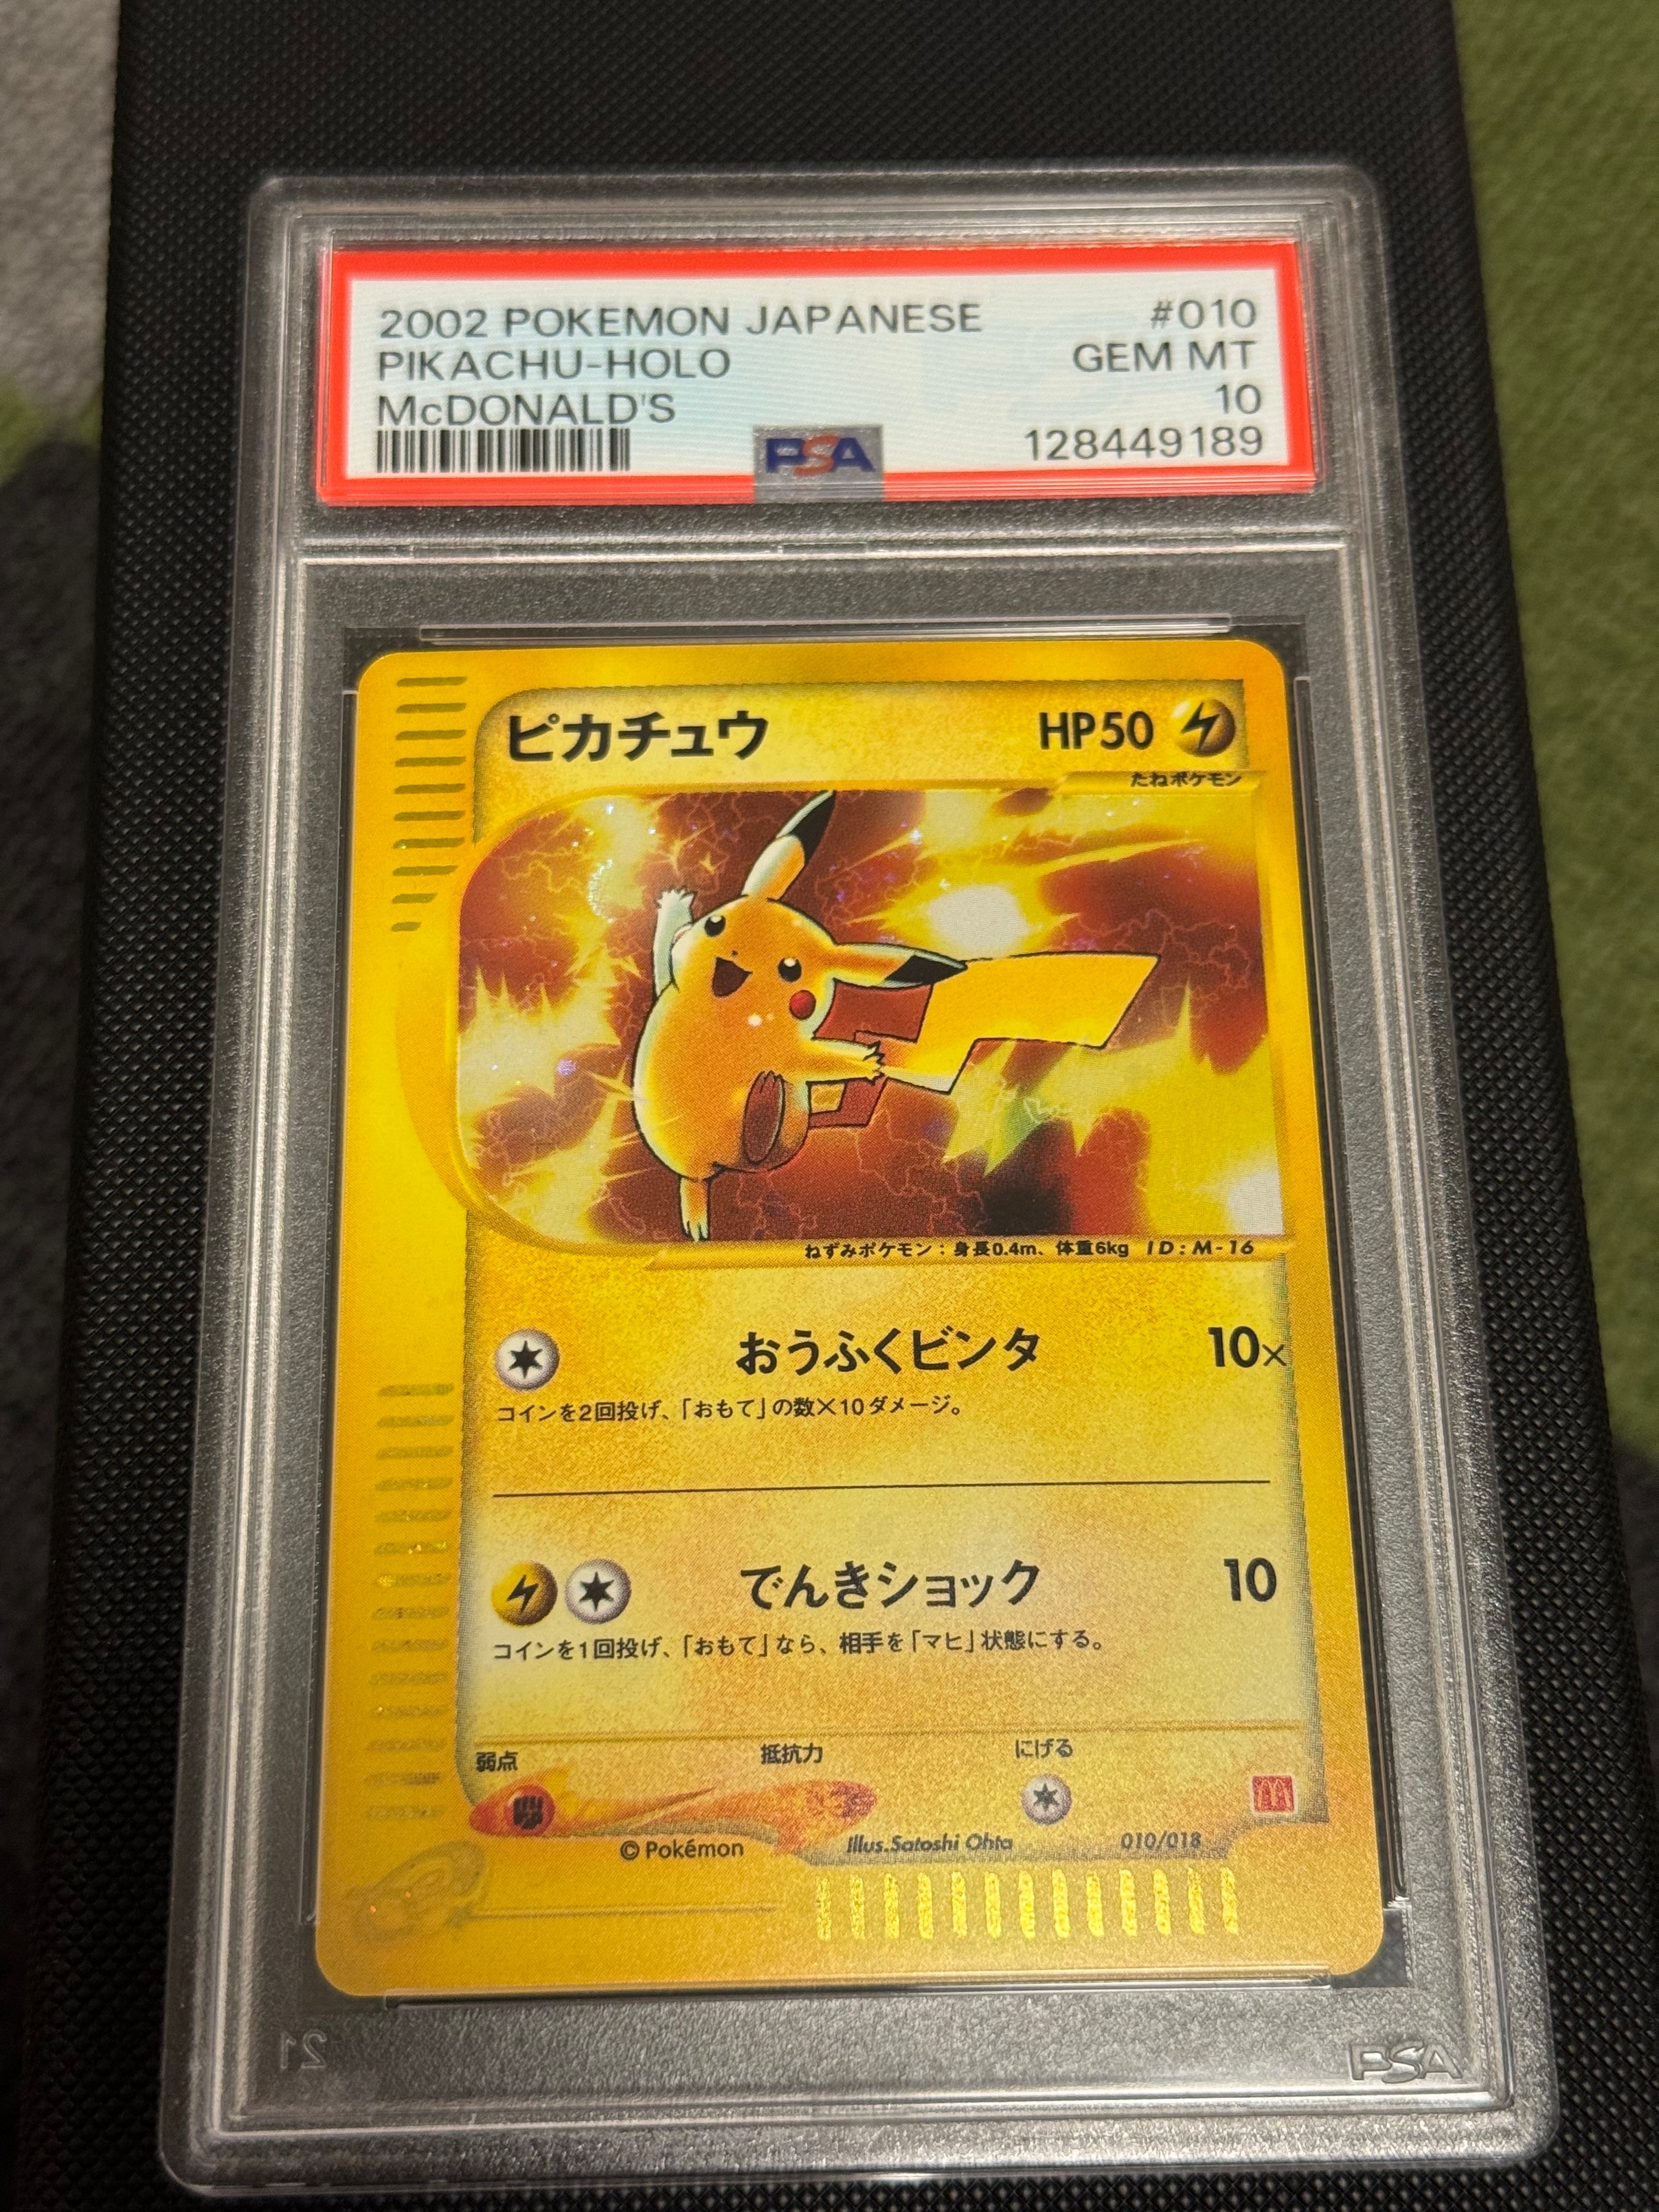 2002 POKEMON JAPANESE #010
PIKACHU-HOLO GEM MT
McDONALD'S 10
PSA 128449189
ピカチュウ HP50
たねポケモン
ねずみポケモン：身長0.4m、体重6kg ID:M-16
おうふくビンタ 10×
コインを2回投げ、「おもて」の数×10ダメージ。
でんきショック 10
コインを1回投げ、「おもて」なら、相手を「マヒ」状態にする。
弱点 抵抗力 にげる
© Pokémon Illus.Satoshi Ohta 010/018
21 PSA